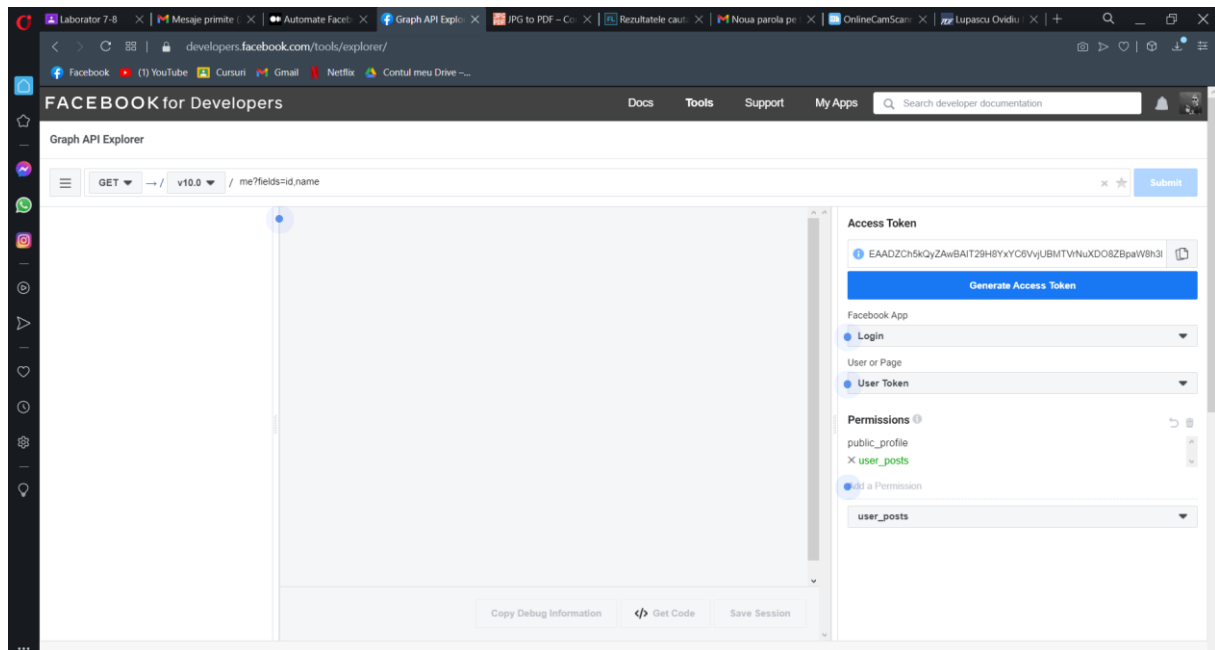 Laborator 7-8
Mesaje primite (
Automate Faceb
Graph API Explo
JPG to PDF – Co
Rezultatele caut
Noua parola pe
OnlineCamScann
Lupascu Ovidiu
developers.facebook.com/tools/explorer/
Facebook (1) YouTube Cursuri Gmail Netflix Contul meu Drive –...
FACEBOOK for Developers Docs Tools Support My Apps Search developer documentation
Graph API Explorer
GET → / v10.0 / me?fields=id,name Submit
Access Token
Generate Access Token
Facebook App
Login
User or Page
User Token
Permissions
public_profile
user_posts
Add a Permission
user_posts
Copy Debug Information </> Get Code Save Session